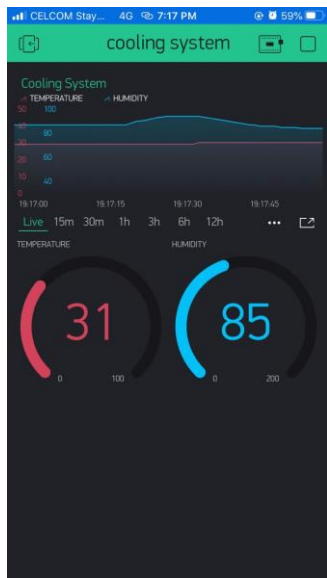 CELCOM Stay... 4G 7:17 PM 59%
cooling system
Cooling System
TEMPERATURE HUMIDITY
50 100
40 80
30
20 60
10 40
0
19:17:00 19:17:15 19:17:30 19:17:45
Live 15m 30m 1h 3h 6h 12h ...
TEMPERATURE HUMIDITY
31 85
0 100 0 200